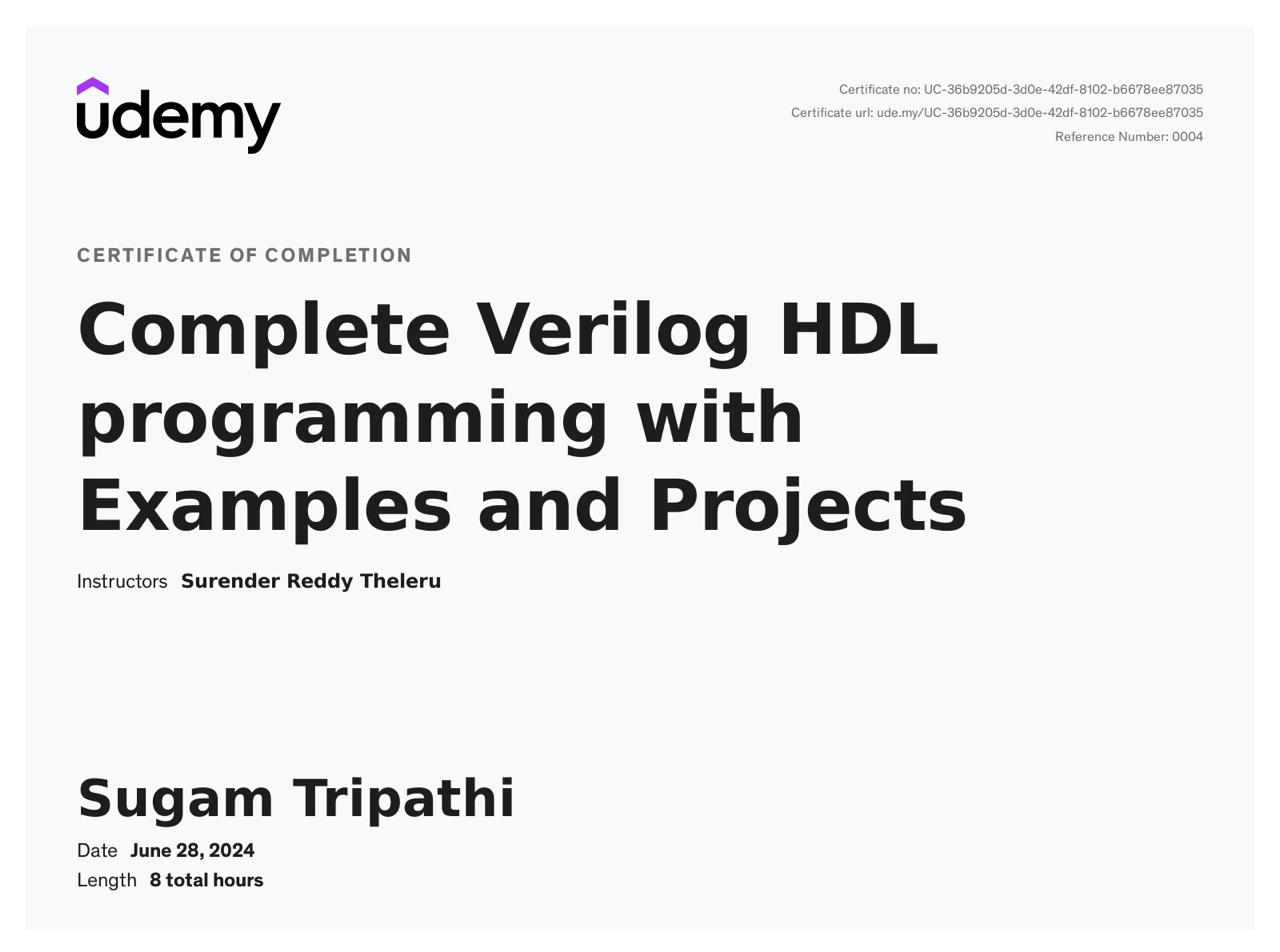 udemy
Certificate no: UC-36b9205d-3d0e-42df-8102-b6678ee87035
Certificate url: ude.my/UC-36b9205d-3d0e-42df-8102-b6678ee87035
Reference Number: 0004
CERTIFICATE OF COMPLETION
Complete Verilog HDL
programming with
Examples and Projects
Instructors Surender Reddy Theleru
Sugam Tripathi
Date June 28, 2024
Length 8 total hours